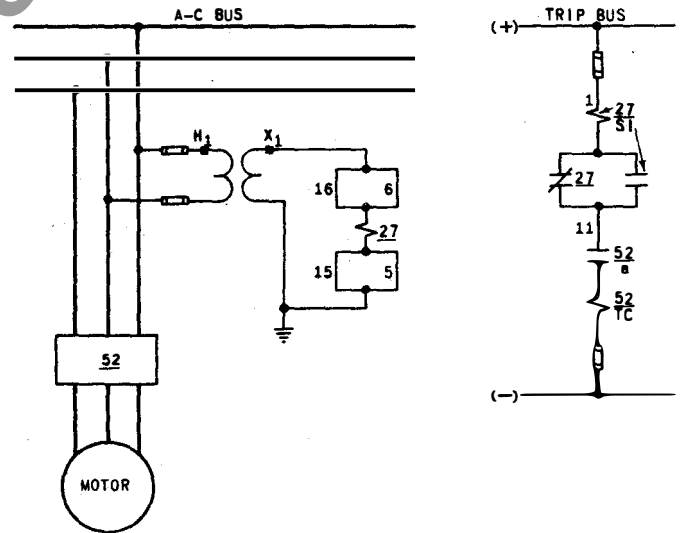 A-C BUS
H1
X1
16 6
27
15 5
52
MOTOR
TRIP BUS
(+)
1
27
SI
27
11
52
a
52
TC
(-)